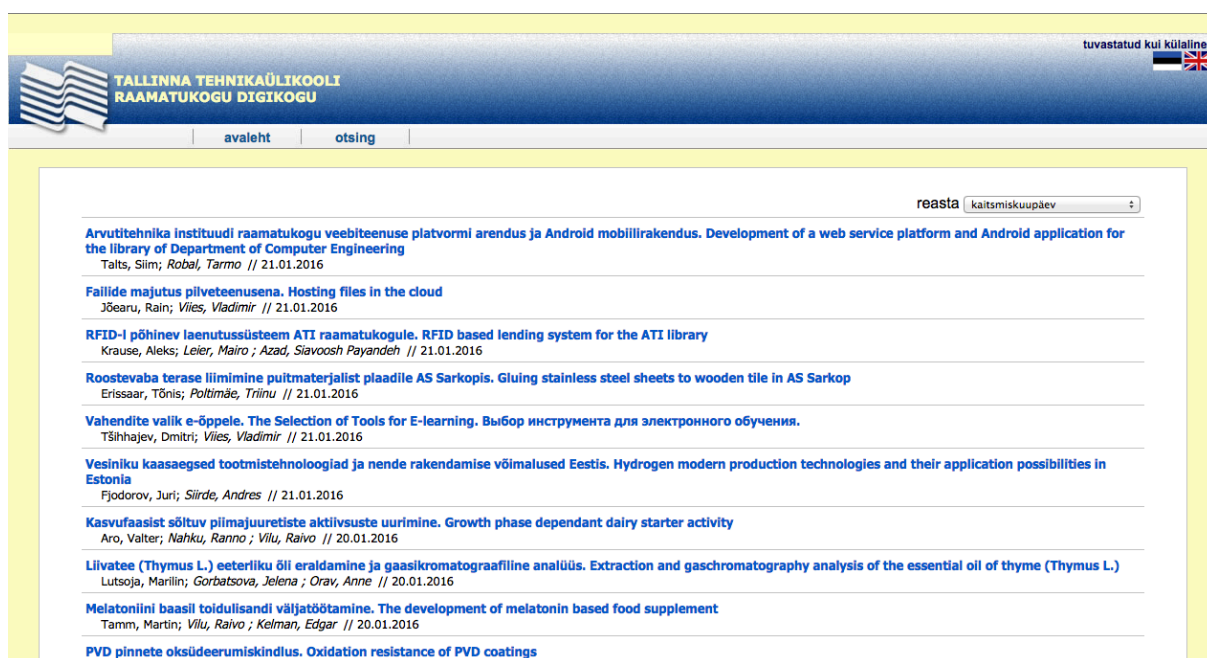 tuvastatud kui külaline
TALLINNA TEHNIKAÜLIKOOLI
RAAMATUKOGU DIGIKOGU
avaleht
otsing
reasta kaitsmiskuupäev
Arvutitehnika instituudi raamatukogu veebiteenuse platvormi arendus ja Android mobiilirakendus. Development of a web service platform and Android application for
the library of Department of Computer Engineering
Talts, Siim; Robal, Tarmo // 21.01.2016
Failide majutus pilveteenusena. Hosting files in the cloud
Jõearu, Rain; Viies, Vladimir // 21.01.2016
RFID-l põhinev laenutussüsteem ATI raamatukogule. RFID based lending system for the ATI library
Krause, Aleks; Leier, Mairo ; Azad, Siavoosh Payandeh // 21.01.2016
Roostevaba terase liimimine puitmaterjalist plaadile AS Sarkopis. Gluing stainless steel sheets to wooden tile in AS Sarkop
Erissaar, Tõnis; Poltimäe, Triinu // 21.01.2016
Vahendite valik e-õppele. The Selection of Tools for E-learning. Выбор инструмента для электронного обучения.
Tšihhajev, Dmitri; Viies, Vladimir // 21.01.2016
Vesiniku kaasaegsed tootmistehnoloogiad ja nende rakendamise võimalused Eestis. Hydrogen modern production technologies and their application possibilities in
Estonia
Fjodorov, Juri; Siirde, Andres // 21.01.2016
Kasvufaasist sõltuv piimajuuretiste aktiivsuste uurimine. Growth phase dependant dairy starter activity
Aro, Valter; Nahku, Ranno ; Vilu, Raivo // 20.01.2016
Liivatee (Thymus L.) eeterliku õli eraldamine ja gaasikromatograafiline analüüs. Extraction and gaschromatography analysis of the essential oil of thyme (Thymus L.)
Lutsoja, Marilin; Gorbatsova, Jelena ; Orav, Anne // 20.01.2016
Melatoniini baasil toidulisandi väljatöötamine. The development of melatonin based food supplement
Tamm, Martin; Vilu, Raivo ; Kelman, Edgar // 20.01.2016
PVD pinnete oksüdeerumiskindlus. Oxidation resistance of PVD coatings